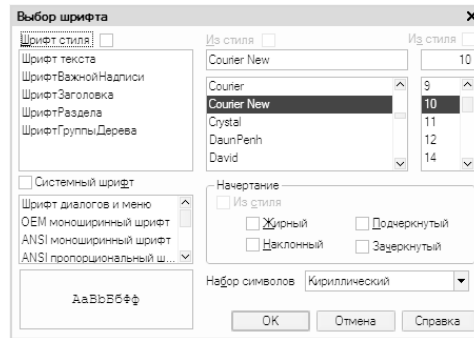 Выбор шрифта
Шрифт стиля
Из стиля
Из стиля
Шрифт текста
ШрифтВажнойНадписи
ШрифтЗаголовка
ШрифтРаздела
ШрифтГруппыДерева
Courier New
10
Courier
Courier New
Crystal
DaunPenh
David
9
10
11
12
14
Системный шрифт
Шрифт диалогов и меню
OEM моноширинный шрифт
ANSI моноширинный шрифт
ANSI пропорциональный ш...
Начертание
Из стиля
Жирный
Подчеркнутый
Наклонный
Зачеркнутый
AaBbБбФф
Набор символов
Кириллический
OK
Отмена
Справка